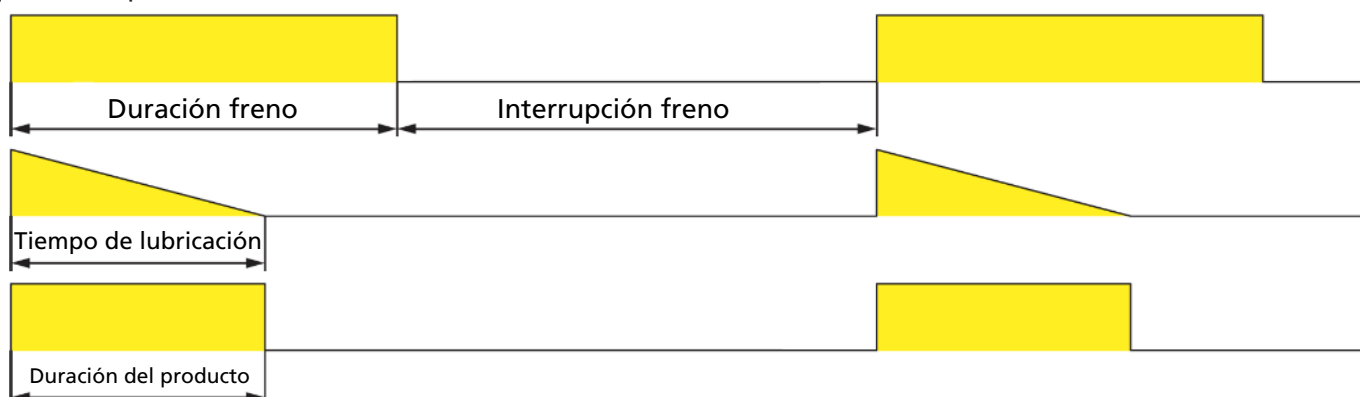 Duración freno
Interrupción freno
Tiempo de lubricación
Duración del producto